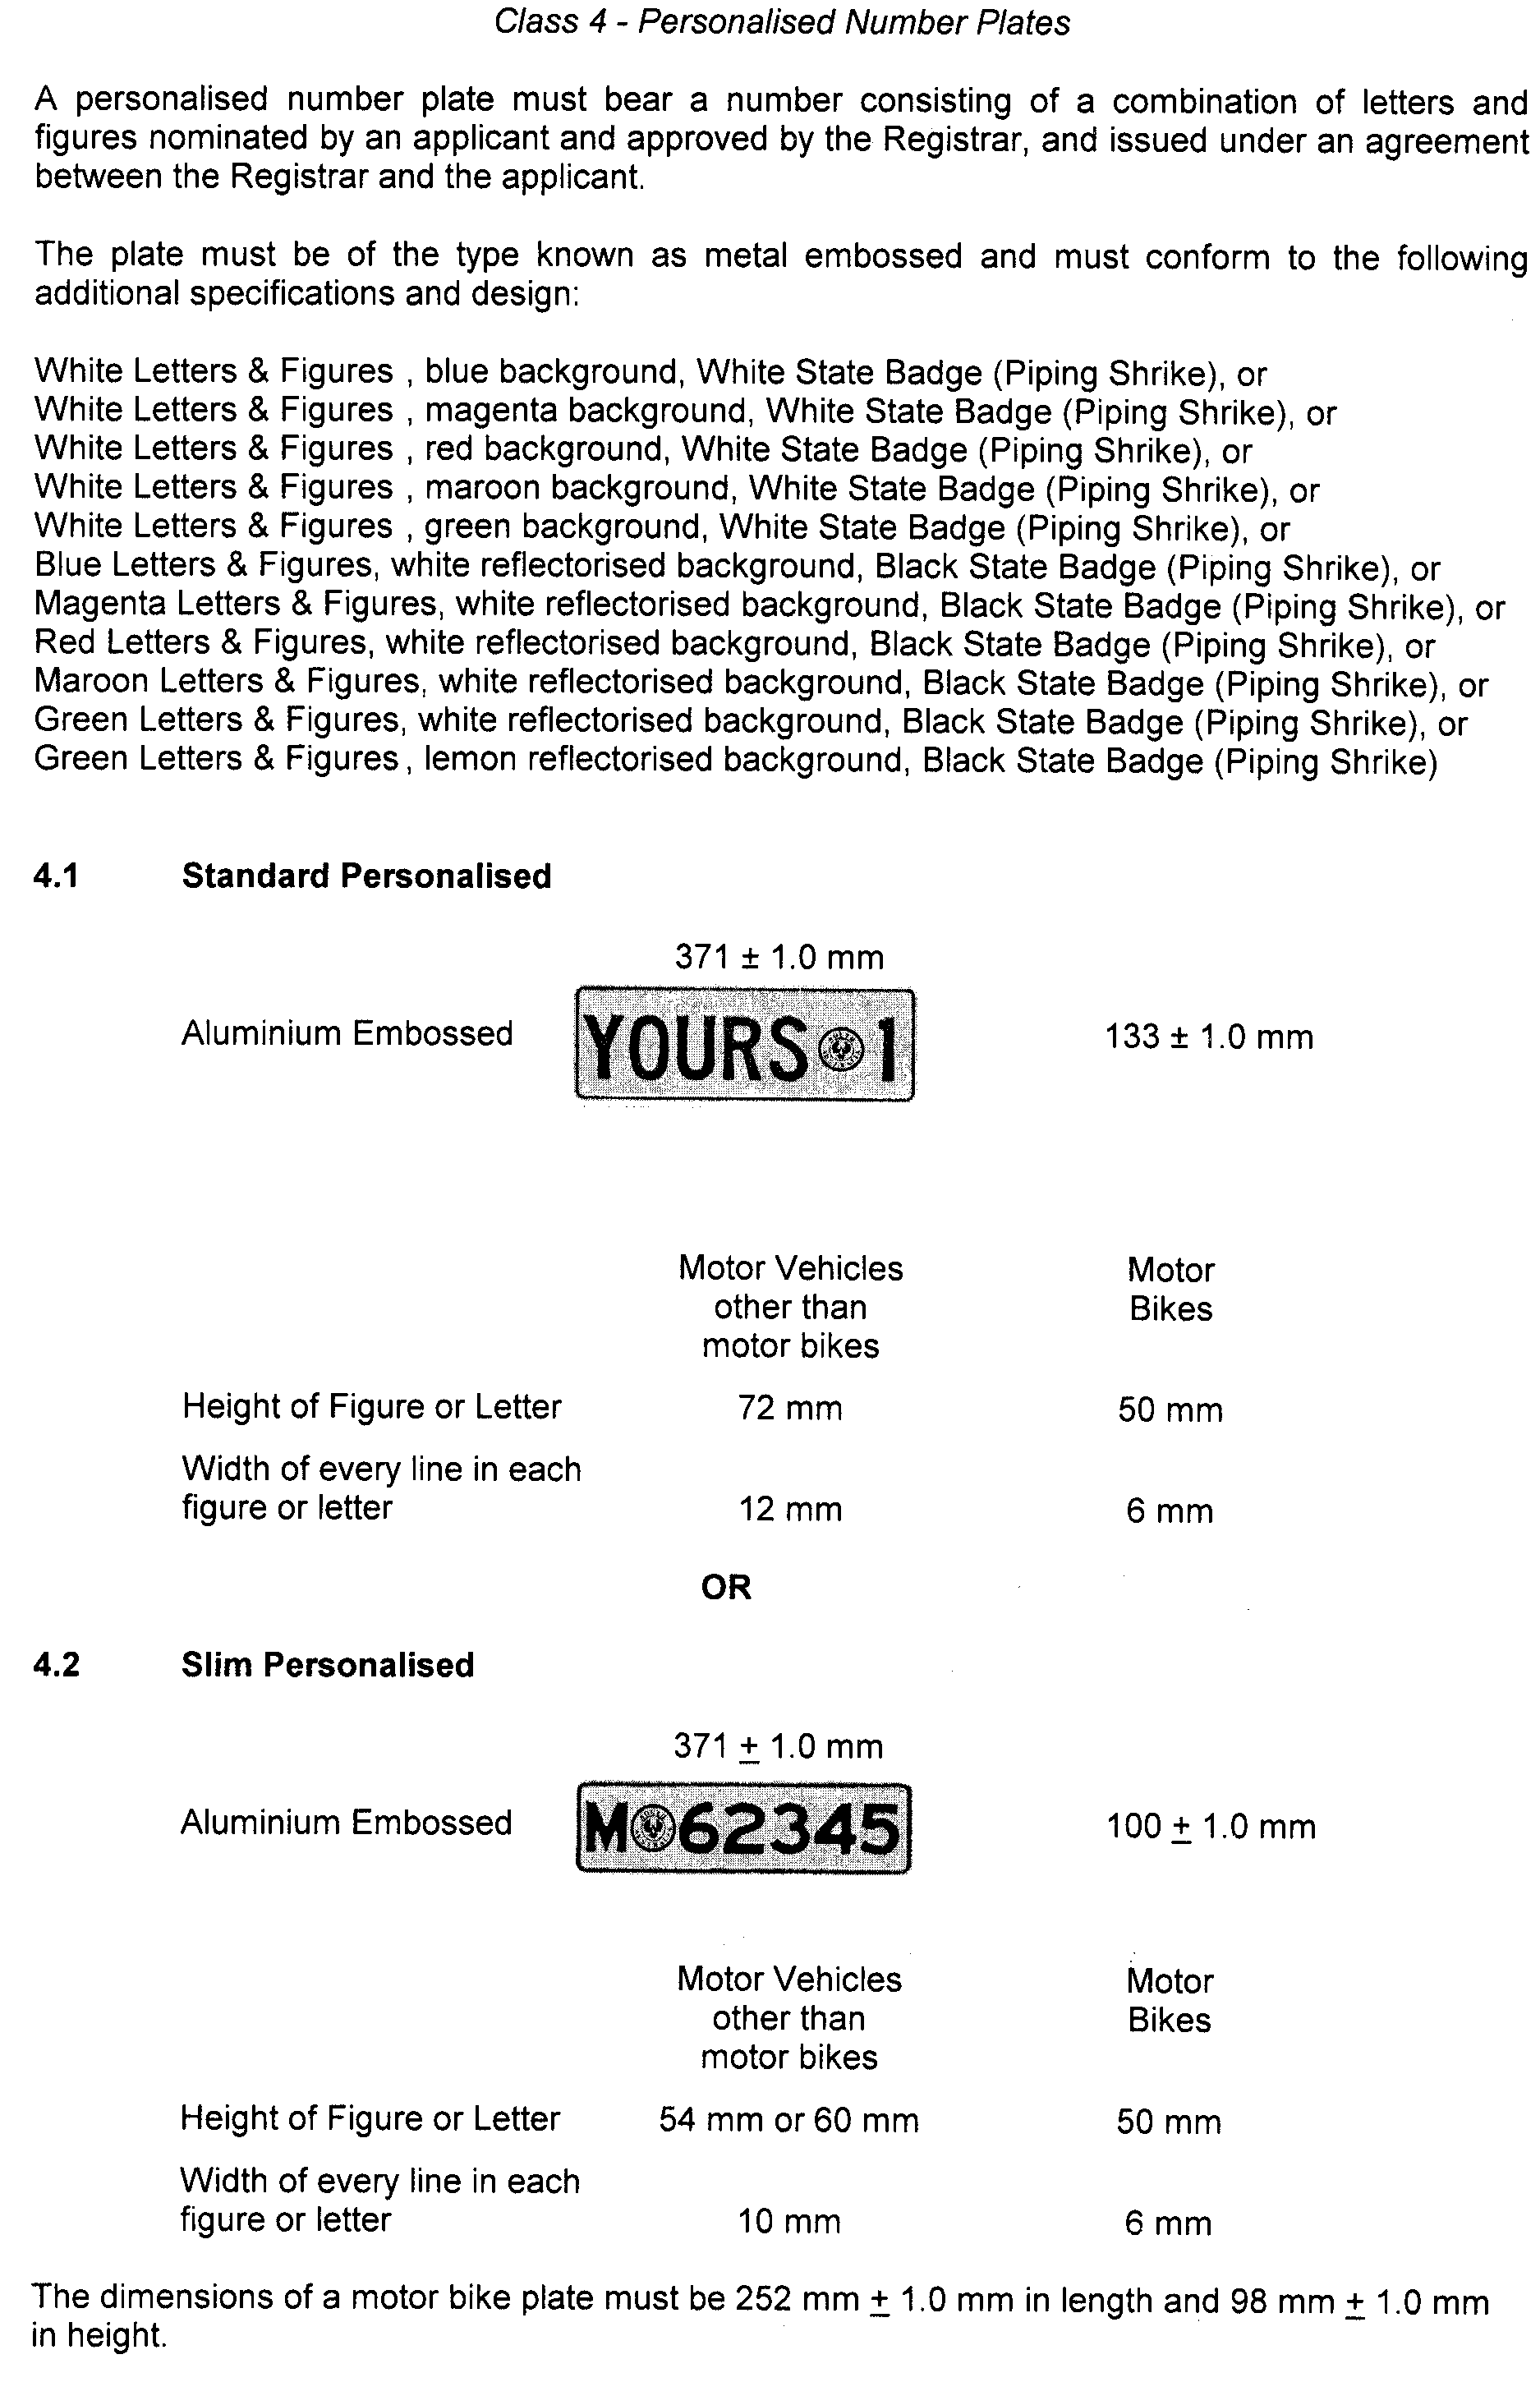 Class 4 - Personalised Number Plates
A personalised number plate must bear a number consisting of a combination of letters and
figures nominated by an applicant and approved by the Registrar, and issued under an agreement
between the Registrar and the applicant.
The plate must be of the type known as metal embossed and must conform to the following
additional specifications and design:
White Letters & Figures , blue background, White State Badge (Piping Shrike), or
White Letters & Figures , magenta background, White State Badge (Piping Shrike), or
White Letters & Figures , red background, White State Badge (Piping Shrike), or
White Letters & Figures , maroon background, White State Badge (Piping Shrike), or
White Letters & Figures , green background, White State Badge (Piping Shrike), or
Blue Letters & Figures, white reflectorised background, Black State Badge (Piping Shrike), or
Magenta Letters & Figures, white reflectorised background, Black State Badge (Piping Shrike), or
Red Letters & Figures, white reflectorised background, Black State Badge (Piping Shrike), or
Maroon Letters & Figures, white reflectorised background, Black State Badge (Piping Shrike), or
Green Letters & Figures, white reflectorised background, Black State Badge (Piping Shrike), or
Green Letters & Figures, lemon reflectorised background, Black State Badge (Piping Shrike)
4.1 Standard Personalised
371 ± 1.0 mm
Aluminium Embossed YOURS 1 133 ± 1.0 mm
Motor Vehicles Motor
other than Bikes
motor bikes
Height of Figure or Letter 72 mm 50 mm
Width of every line in each
figure or letter 12 mm 6 mm
OR
4.2 Slim Personalised
371 ± 1.0 mm
Aluminium Embossed M 62345 100 ± 1.0 mm
Motor Vehicles Motor
other than Bikes
motor bikes
Height of Figure or Letter 54 mm or 60 mm 50 mm
Width of every line in each
figure or letter 10 mm 6 mm
The dimensions of a motor bike plate must be 252 mm ± 1.0 mm in length and 98 mm ± 1.0 mm
in height.